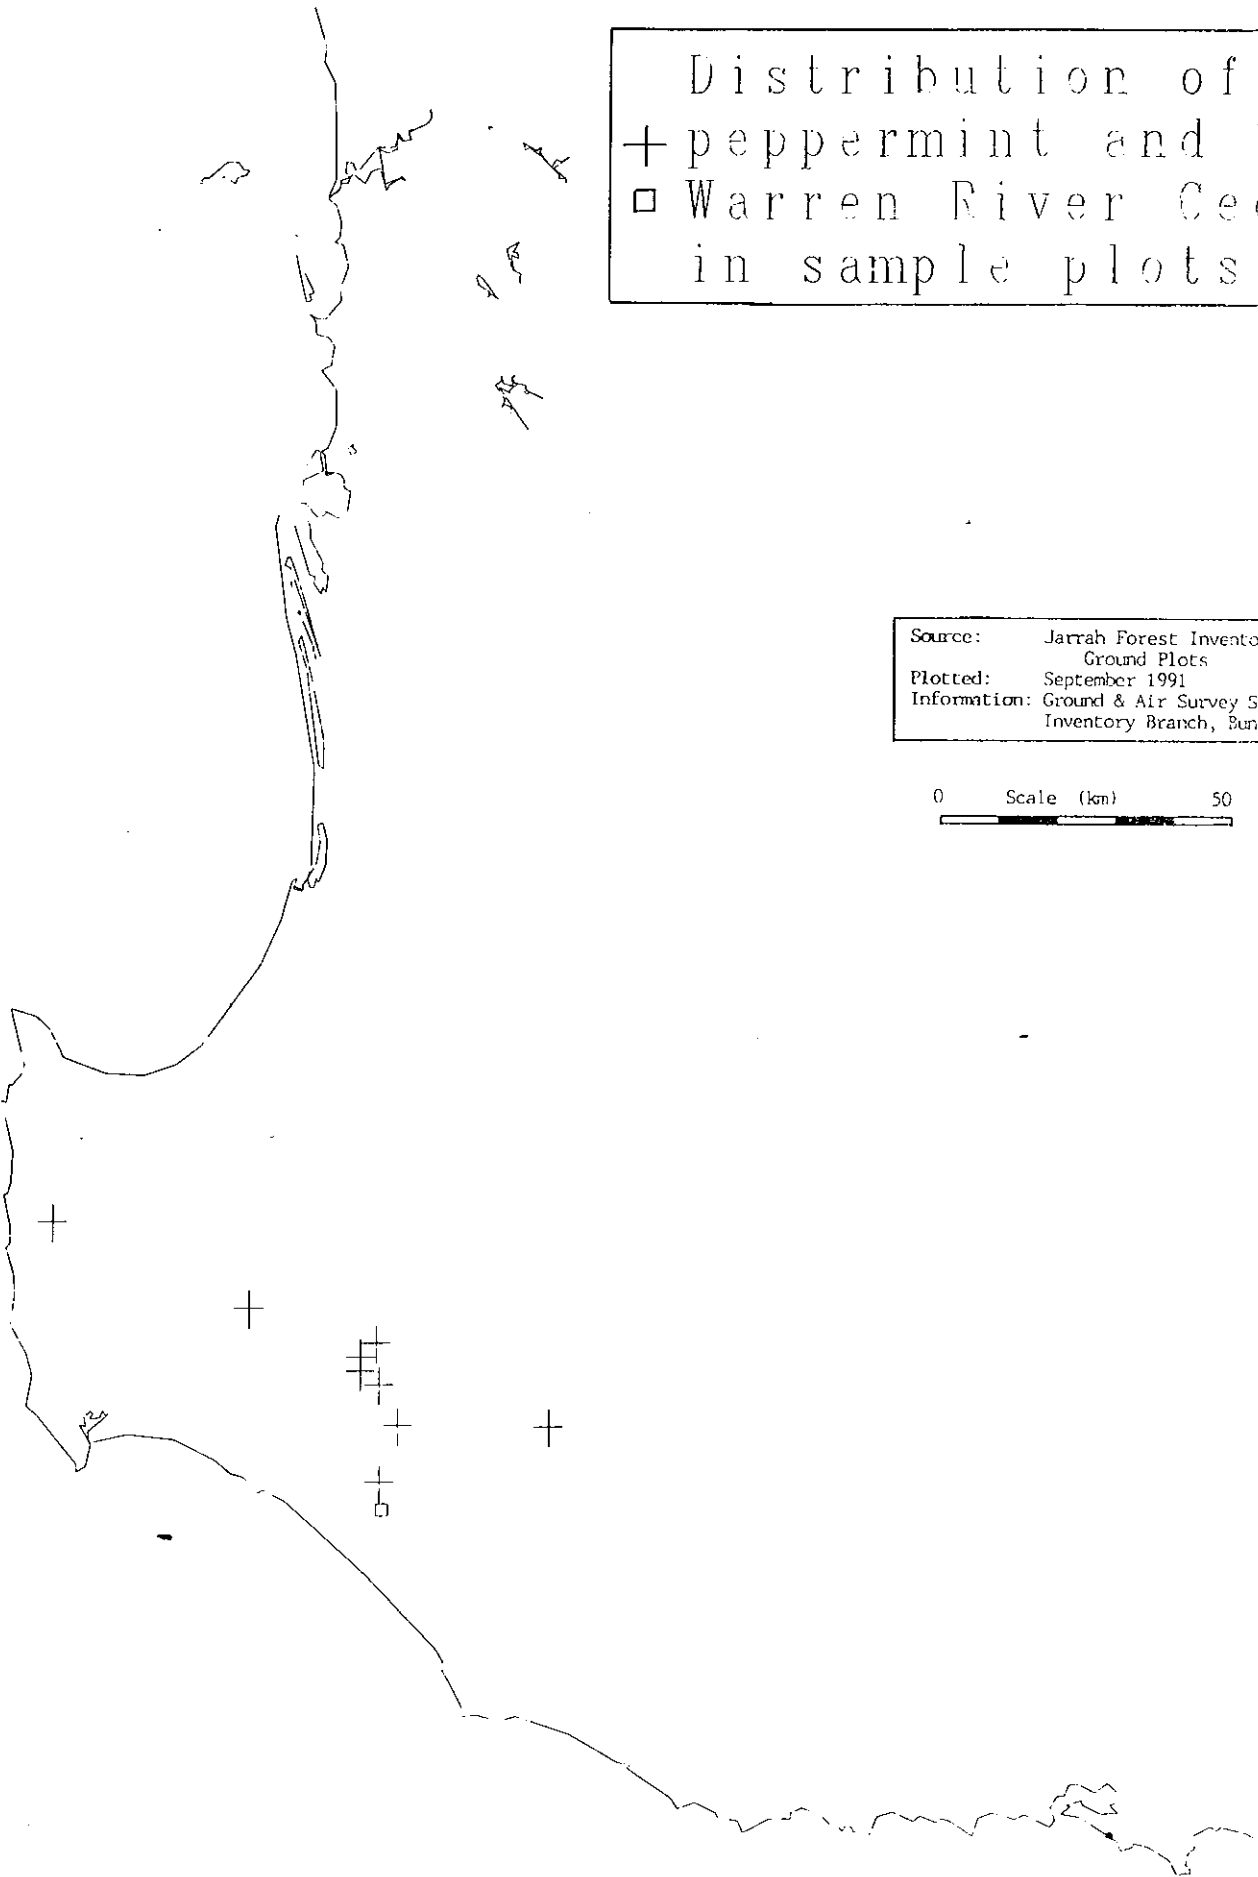 Distribution of
+ peppermint and
□ Warren River
in sample plots
Source: Jarrah Forest
Ground Plots
Plotted: September 1991
Information: Ground & Air Survey
Inventory Branch,
0 Scale (km) 50